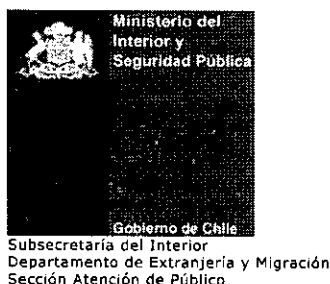 Ministerio del
Interior y
Seguridad Pública
Gobierno de Chile
Subsecretaría del Interior
Departamento de Extranjería y Migración
Sección Atención de Público